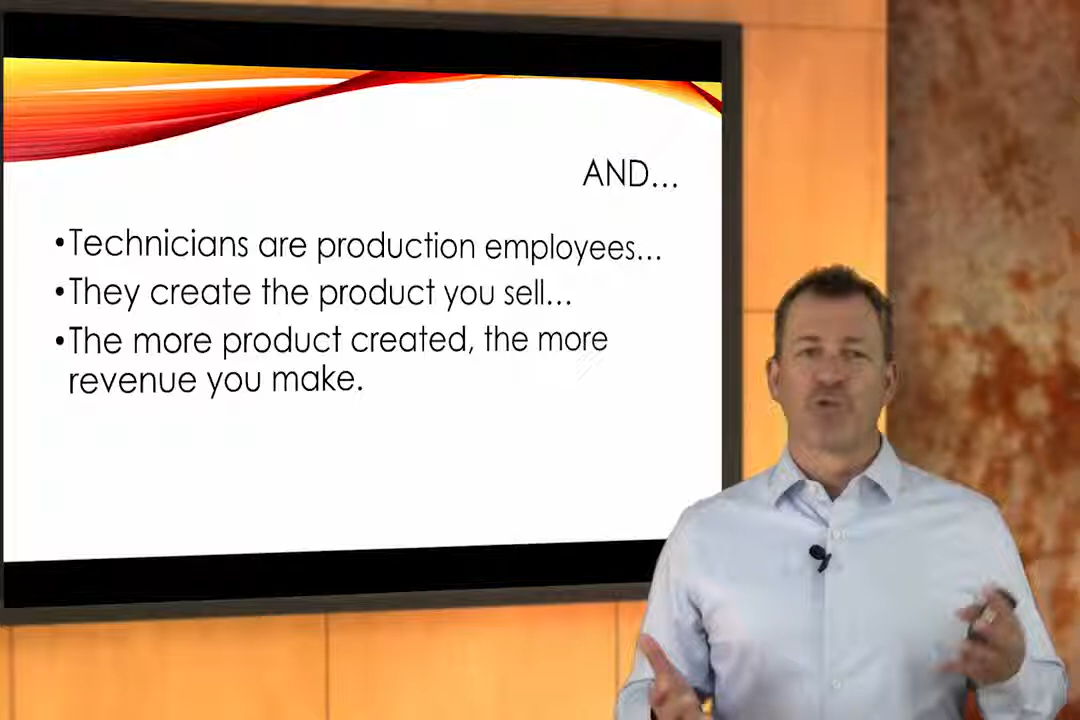 AND...
•Technicians are production employees...
•They create the product you sell...
•The more product created, the more
revenue you make.